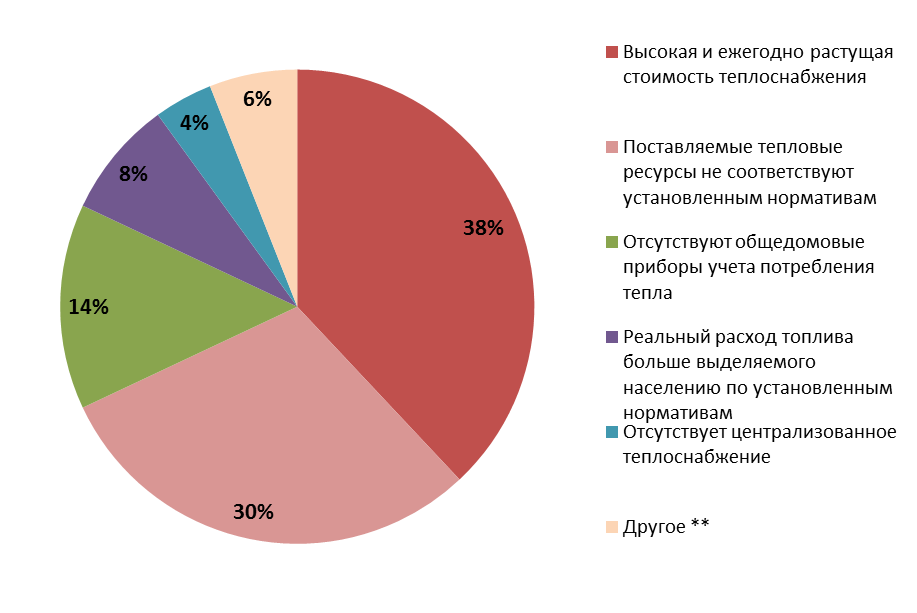 6%
4%
8%
38%
14%
30%
Высокая и ежегодно растущая
стоимость теплоснабжения
Поставляемые тепловые
ресурсы не соответствуют
установленным нормативам
Отсутствуют общедомовые
приборы учета потребления
тепла
Реальный расход топлива
больше выделяемого
населению по установленным
нормативам
Отсутствует централизованное
теплоснабжение
Другое **